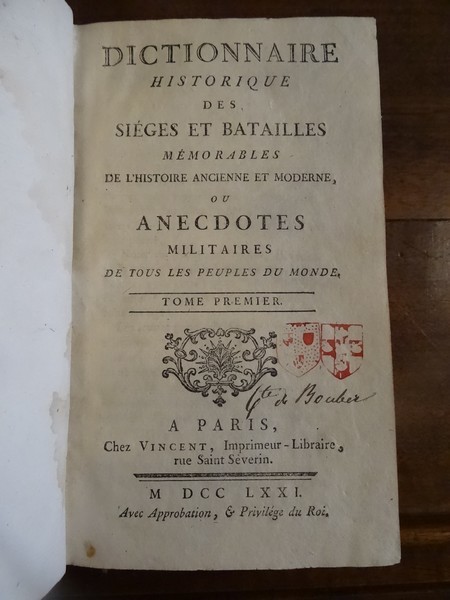 DICTIONNAIRE
HISTORIQUE
DES
SIÉGES ET BATAILLES
MÉMORABLES
DE L'HISTOIRE ANCIENNE ET MODERNE,
OU
ANECDOTES
MILITAIRES
DE TOUS LES PEUPLES DU MONDE.
TOME PREMIER.
Cte de Bouber
A PARIS,
Chez VINCENT, Imprimeur-Libraire,
rue Saint Severin.
M DCC LXXI.
Avec Approbation, & Privilége du Roi.